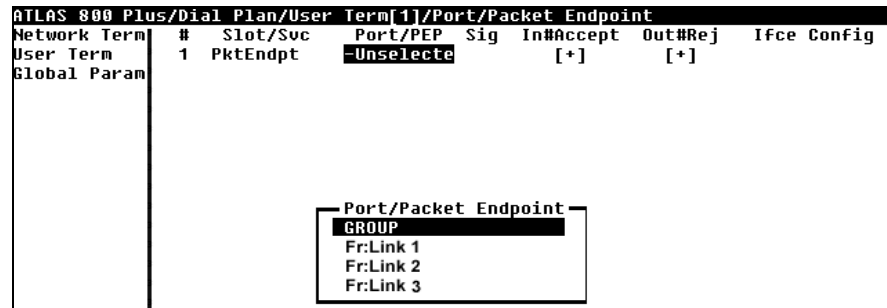 ATLAS 800 Plus/Dial Plan/User Term[1]/Port/Packet Endpoint
Network Term # Slot/Svc Port/PEP Sig In#Accept Out#Rej Ifce Config
User Term 1 PktEndpt -Unselecte [+] [+]
Global Param
Port/Packet Endpoint
GROUP
Fr:Link 1
Fr:Link 2
Fr:Link 3